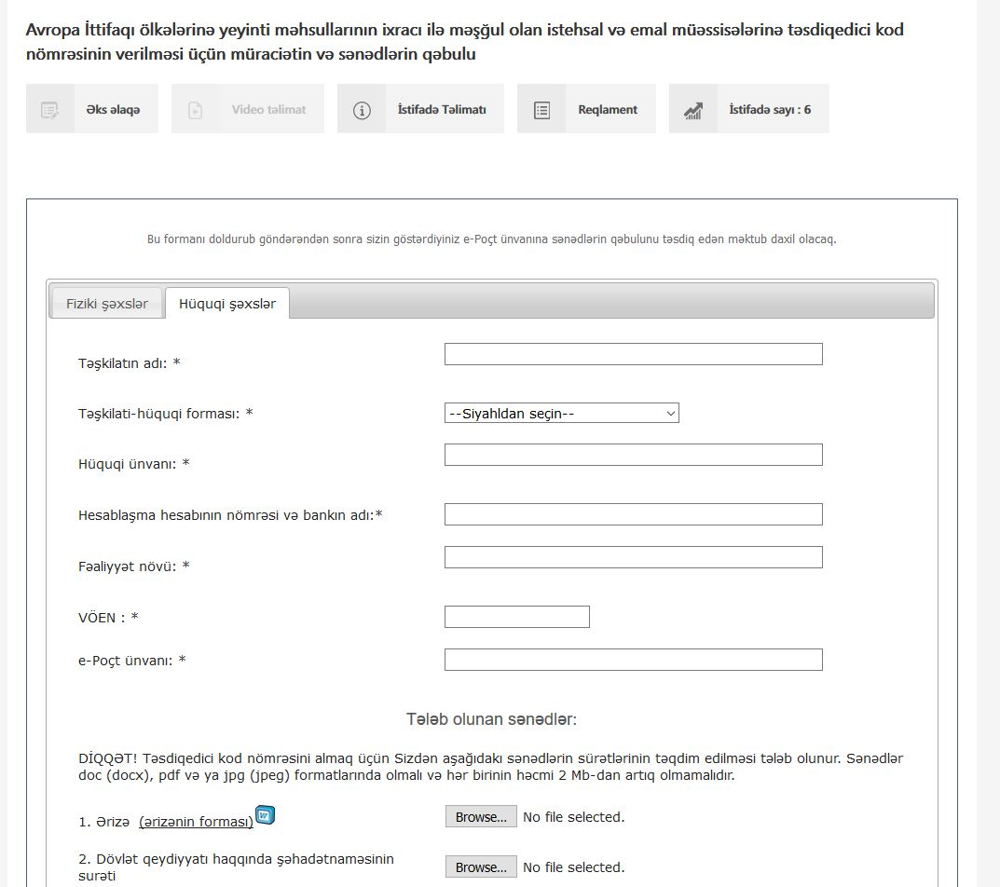 Avropa İttifaqı ölkələrinə yeyinti məhsullarının ixracı ilə məşğul olan istehsal və emal müəssisələrinə təsdiqedici kod
nömrəsinin verilməsi üçün müraciətin və sənədlərin qəbulu
Əks əlaqə
Video təlimat
İstifadə Təlimatı
Reqlament
İstifadə sayı : 6
Bu formanı doldurub göndərəndən sonra sizin göstərdiyiniz e-Poçt ünvanına sənədlərin qəbulunu təsdiq edən məktub daxil olacaq.
Fiziki şəxslər
Hüquqi şəxslər
Təşkilatın adı: *
Təşkilati-hüquqi forması: *
--Siyahldan seçin--
Hüquqi ünvanı: *
Hesablaşma hesabının nömrəsi və bankın adı:*
Fəaliyyət növü: *
VÖEN : *
e-Poçt ünvanı: *
Tələb olunan sənədlər:
DİQQƏT! Təsdiqedici kod nömrəsini almaq üçün Sizdən aşağıdakı sənədlərin sürətlərinin təqdim edilməsi tələb olunur. Sənədlər
doc (docx), pdf və ya jpg (jpeg) formatlarında olmalı və hər birinin həcmi 2 Mb-dan artıq olmamalıdır.
1. Ərizə (ərizənin forması)
Browse... No file selected.
2. Dövlət qeydiyyatı haqqında şəhadətnaməsinin
surəti
Browse... No file selected.